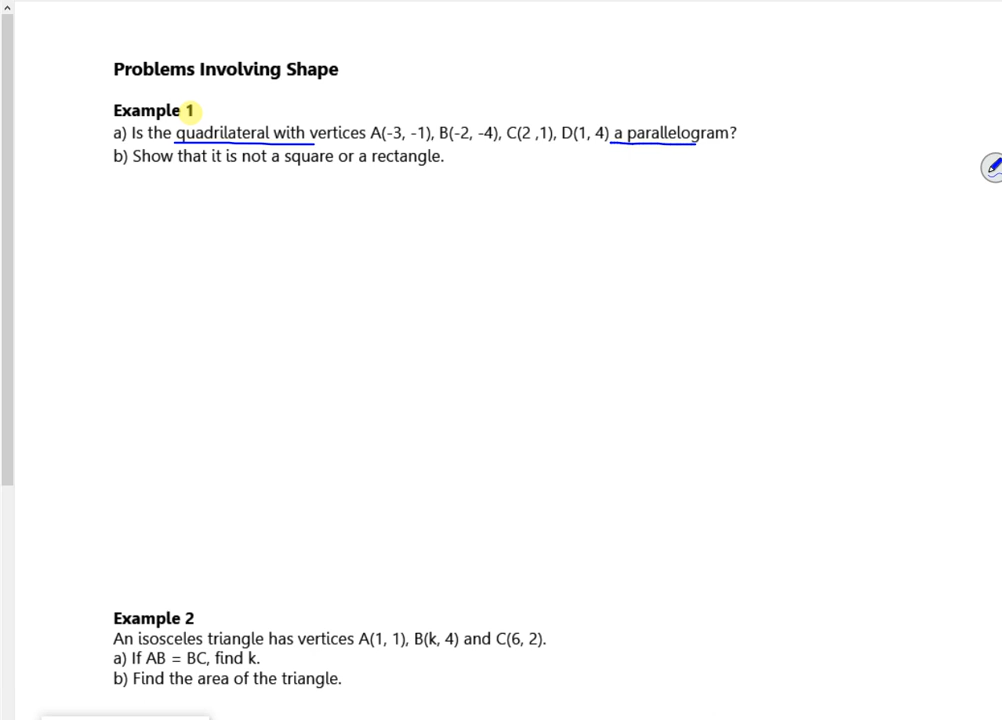 Problems Involving Shape
Example 1
a) Is the quadrilateral with vertices A(-3, -1), B(-2, -4), C(2 ,1), D(1, 4) a parallelogram?
b) Show that it is not a square or a rectangle.
Example 2
An isosceles triangle has vertices A(1, 1), B(k, 4) and C(6, 2).
a) If AB = BC, find k.
b) Find the area of the triangle.